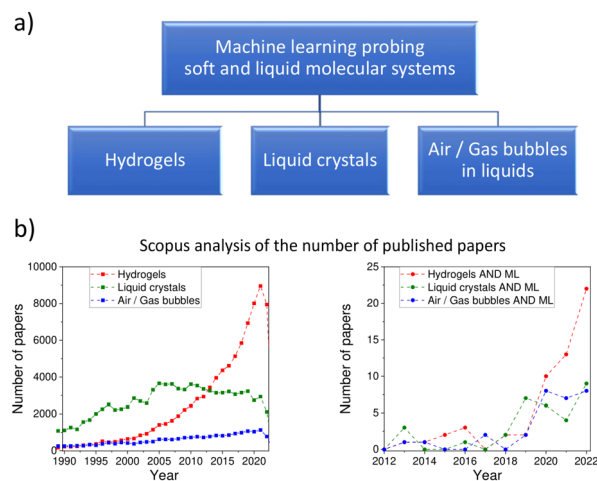 a)
Machine learning probing
soft and liquid molecular systems
Hydrogels
Liquid crystals
Air / Gas bubbles
in liquids
b)
Scopus analysis of the number of published papers
Number of papers
10000
8000
6000
4000
2000
0
Hydrogels
Liquid crystals
Air / Gas bubbles
1990 1995 2000 2005 2010 2015 2020
Year
Number of papers
25
20
15
10
5
0
Hydrogels AND ML
Liquid crystals AND ML
Air / Gas bubbles AND ML
2012 2014 2016 2018 2020 2022
Year